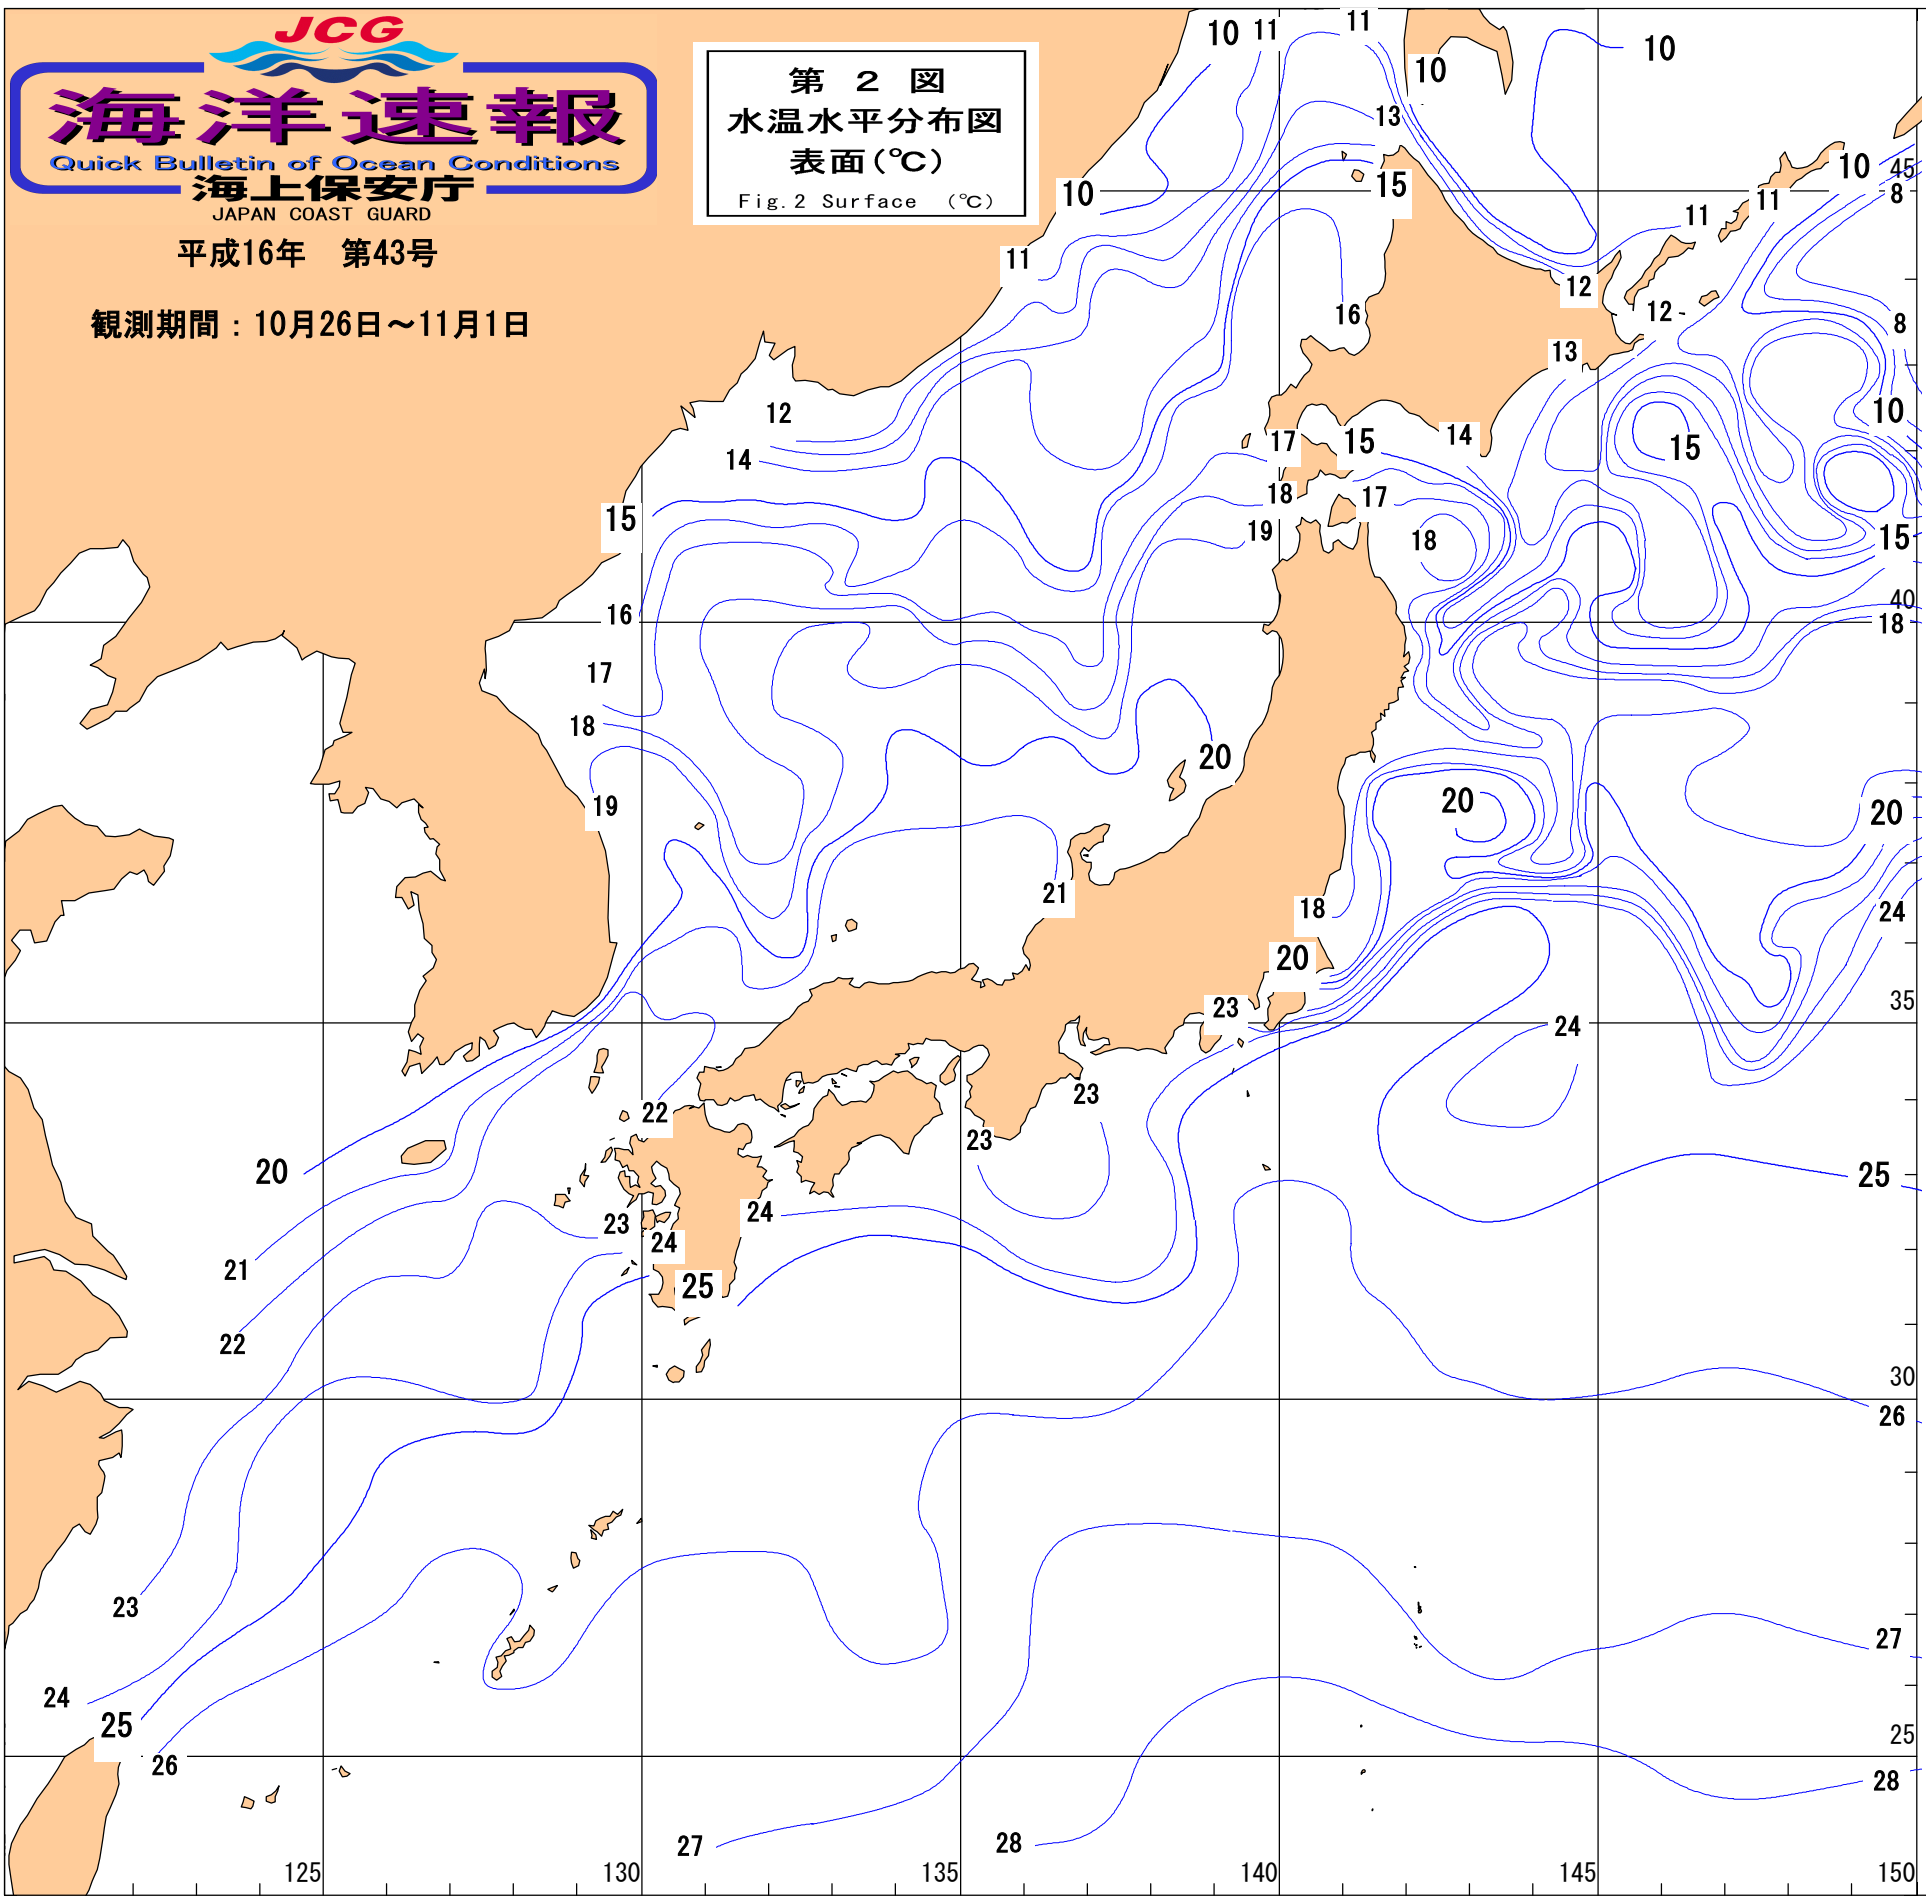 JCG
海洋速報
Quick Bulletin of Ocean Conditions
海上保安庁
JAPAN COAST GUARD
平成16年 第43号
観測期間：10月26日～11月1日
第 2 図
水温水平分布図
表面(℃)
Fig.2 Surface (℃)
10 11 11 10 10
13
10 15 11 11 10 45
8
11
12 12
16 8
13
12 10
14 17 15 14 15
18 17
15 19 18 15
16 40
18
17
18
20
19 20 20
21 18 24
20
23 24 35
23
22 23
20 25
23 24
24
21 25
22
30
26
23
27
24
25 25
26 28
27 28
125 130 135 140 145 150